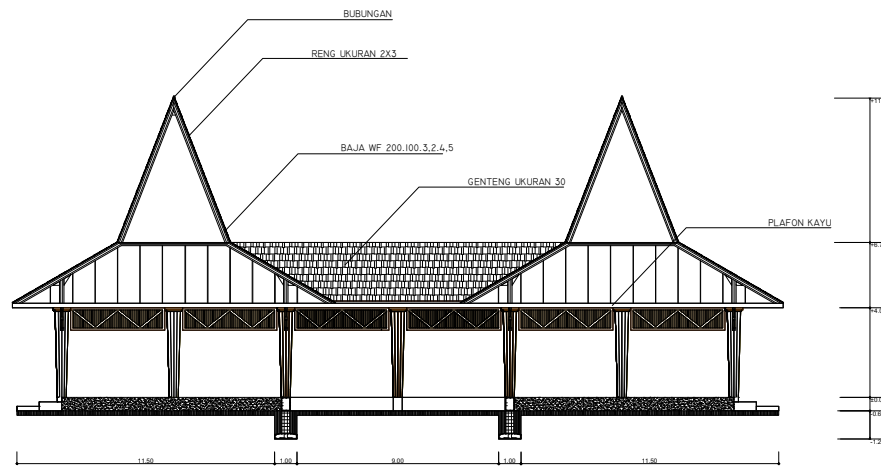 BUBUNGAN
RENG UKURAN 2X3
BAJA WF 200.100.3,2.4,5
GENTENG UKURAN 30
PLAFON KAYU
11.50
1.00
9.00
1.00
11.50